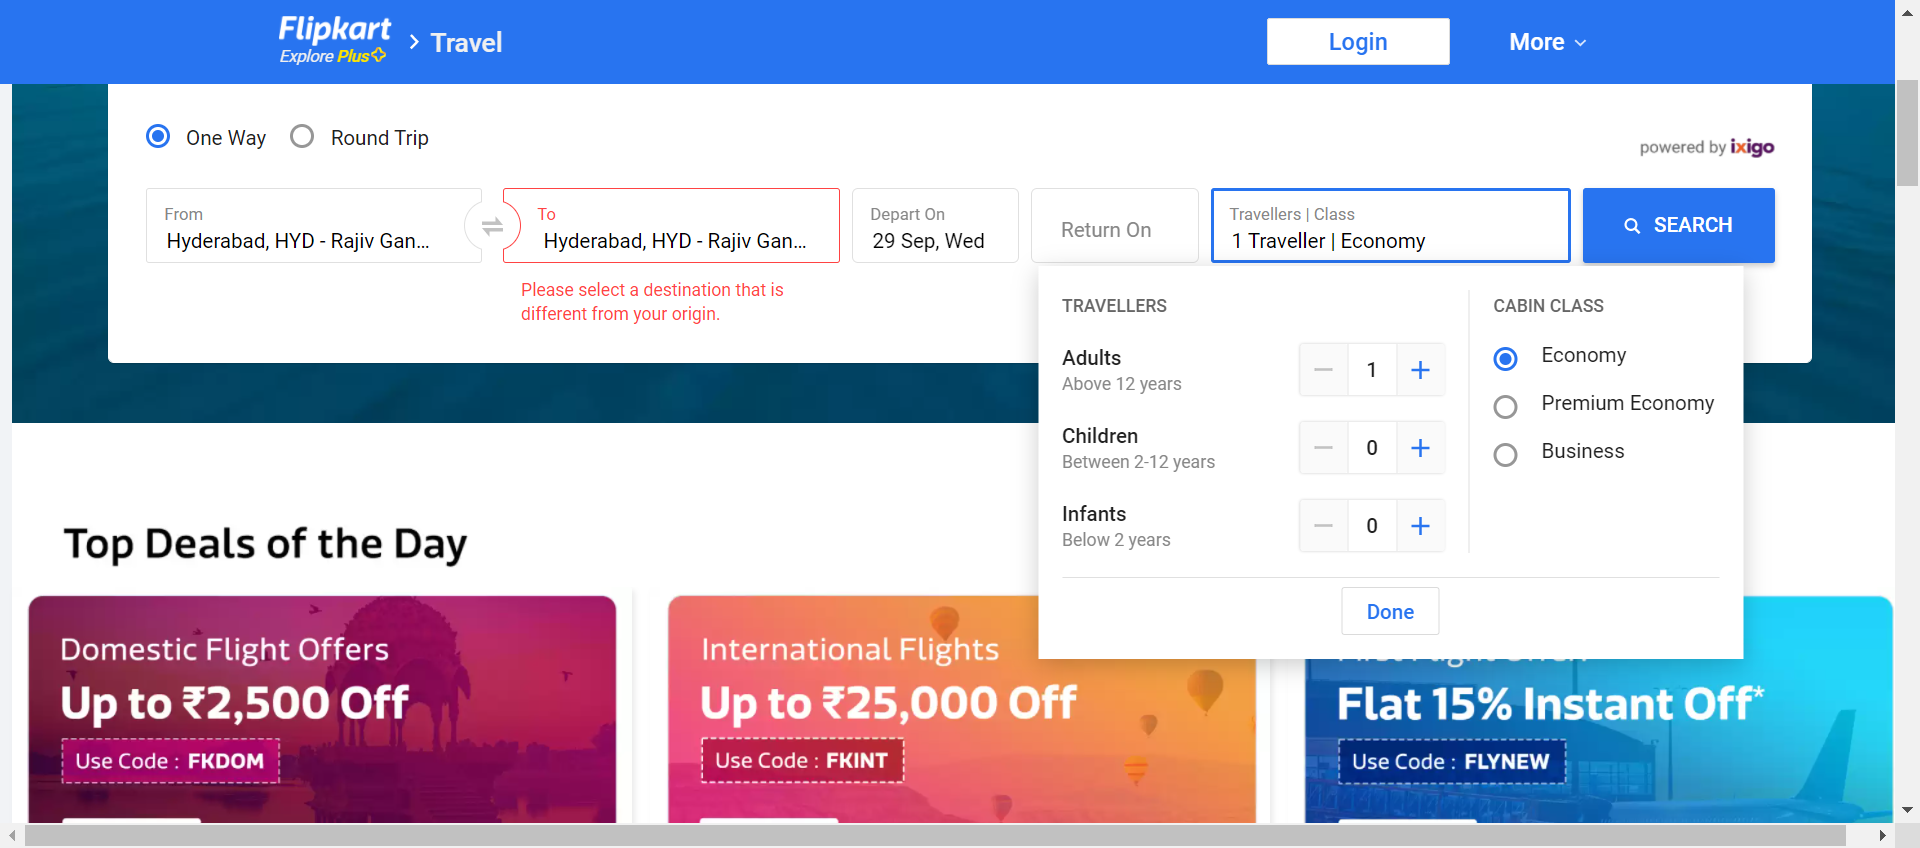 Flipkart
Explore Plus
Travel
Login
More
One Way
Round Trip
powered by ixigo
From
Hyderabad, HYD - Rajiv Gan...
To
Hyderabad, HYD - Rajiv Gan...
Depart On
29 Sep, Wed
Return On
Travellers | Class
1 Traveller | Economy
SEARCH
Please select a destination that is
different from your origin.
TRAVELLERS
Adults
Above 12 years
1
Children
Between 2-12 years
0
Infants
Below 2 years
0
CABIN CLASS
Economy
Premium Economy
Business
Done
Top Deals of the Day
Domestic Flight Offers
Up to ₹2,500 Off
Use Code : FKDOM
International Flights
Up to ₹25,000 Off
Use Code : FKINT
Flat 15% Instant Off*
Use Code : FLYNEW